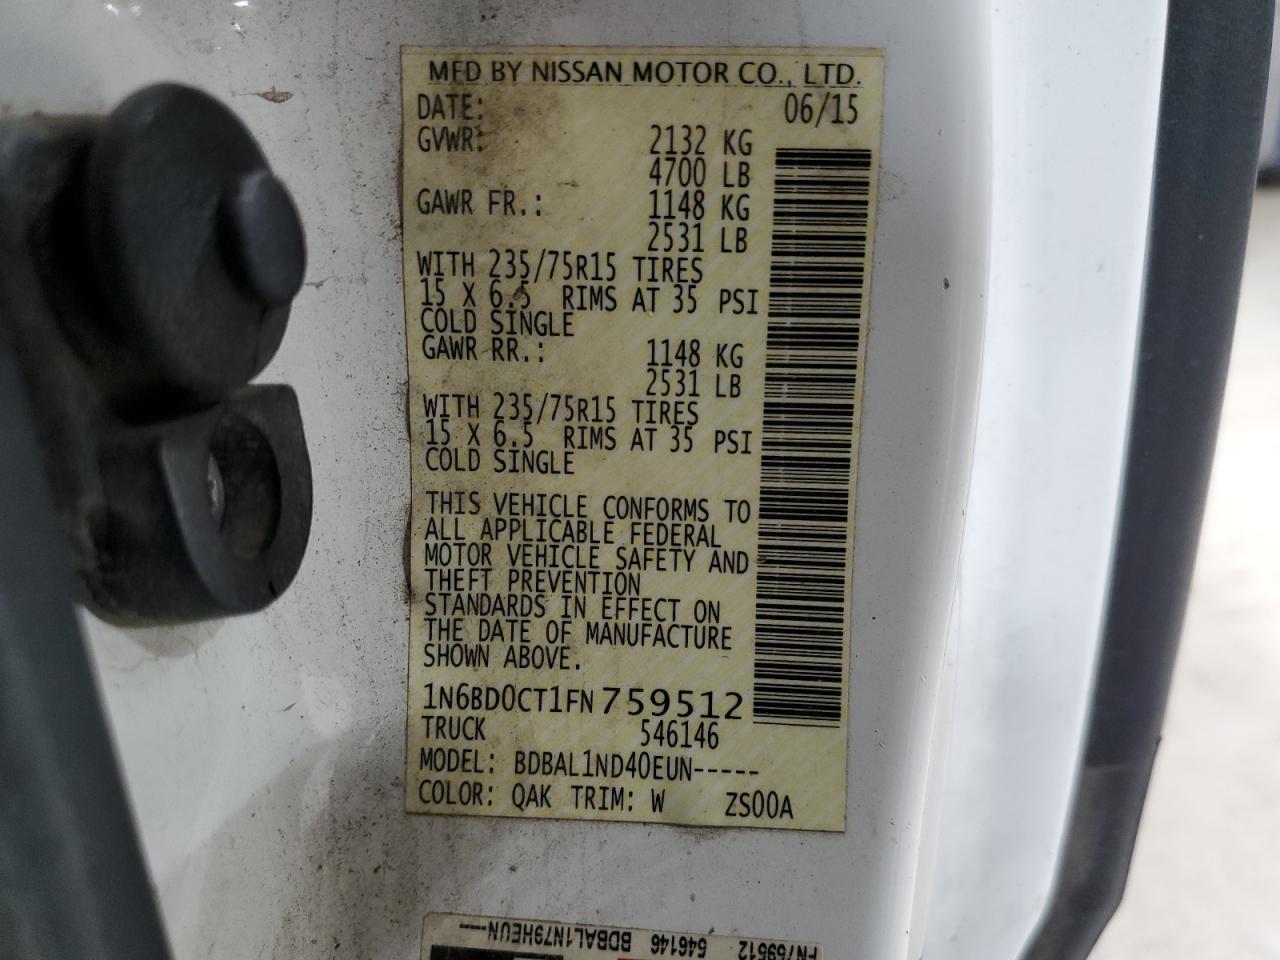 MFD BY NISSAN MOTOR CO., LTD.
DATE: 06/15
GVWR: 2132 KG
4700 LB
GAWR FR.: 1148 KG
2531 LB
WITH 235/75R15 TIRES
15 X 6.5 RIMS AT 35 PSI
COLD SINGLE
GAWR RR.: 1148 KG
2531 LB
WITH 235/75R15 TIRES
15 X 6.5 RIMS AT 35 PSI
COLD SINGLE
THIS VEHICLE CONFORMS TO
ALL APPLICABLE FEDERAL
MOTOR VEHICLE SAFETY AND
THEFT PREVENTION
STANDARDS IN EFFECT ON
THE DATE OF MANUFACTURE
SHOWN ABOVE.
1N6BD0CT1FN759512
TRUCK 546146
MODEL: BDBAL1ND40EUN-----
COLOR: QAK TRIM: W ZS00A
FN759512 546146 BDBAL1N79HEUN---